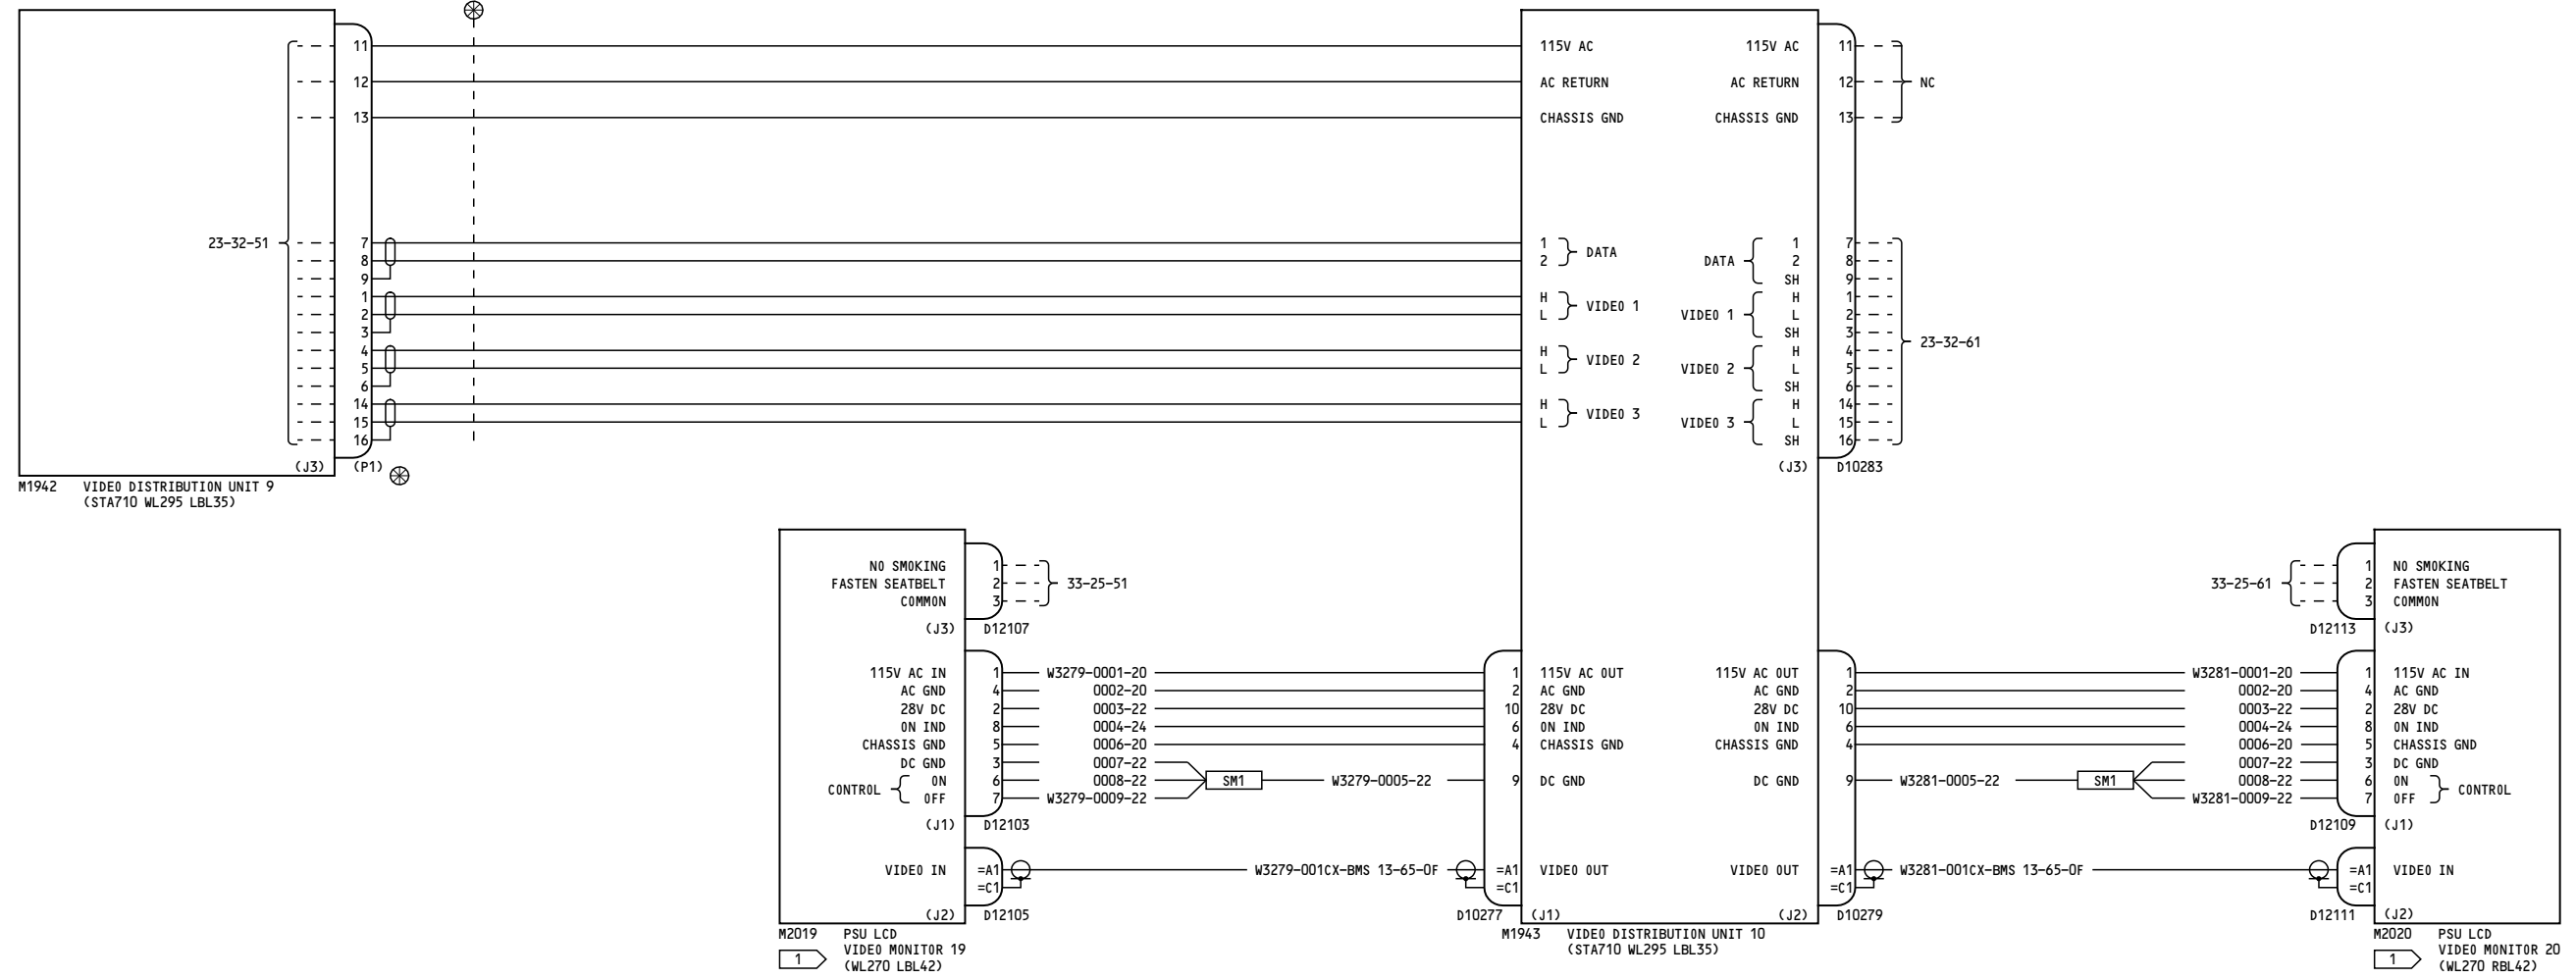 11 115V AC 115V AC 11
12 AC RETURN AC RETURN 12 NC
13 CHASSIS GND CHASSIS GND 13
23-32-51 7 1 1 7
DATA
8 2 DATA 2 8
9 SH 9
1 H H 1
VIDEO 1
2 L VIDEO 1 L 2
3 SH 3
23-32-61
4 H H 4
VIDEO 2
5 L VIDEO 2 L 5
6 SH 6
14 H H 14
VIDEO 3
15 L VIDEO 3 L 15
16 SH 16
(J3) (P1) (J3) D10283
M1942 VIDEO DISTRIBUTION UNIT 9
(STA710 WL295 LBL35)
NO SMOKING 1 1 NO SMOKING
FASTEN SEATBELT 2 33-25-51 33-25-61 2 FASTEN SEATBELT
COMMON 3 3 COMMON
(J3) D12107 D12113 (J3)
115V AC IN 1 W3279-0001-20 1 115V AC OUT 115V AC OUT 1 W3281-0001-20 1 115V AC IN
AC GND 4 0002-20 2 AC GND AC GND 2 0002-20 4 AC GND
28V DC 2 0003-22 10 28V DC 28V DC 10 0003-22 2 28V DC
ON IND 8 0004-24 6 ON IND ON IND 6 0004-24 8 ON IND
CHASSIS GND 5 0006-20 4 CHASSIS GND CHASSIS GND 4 0006-20 5 CHASSIS GND
DC GND 3 0007-22 0007-22 3 DC GND
ON 6 0008-22 SM1 W3279-0005-22 9 DC GND DC GND 9 W3281-0005-22 SM1 0008-22 6 ON
CONTROL CONTROL
OFF 7 W3279-0009-22 W3281-0009-22 7 OFF
(J1) D12103 D12109 (J1)
VIDEO IN =A1 W3279-001CX-BMS 13-65-0F =A1 VIDEO OUT VIDEO OUT =A1 W3281-001CX-BMS 13-65-0F =A1 VIDEO IN
=C1 =C1 =C1 =C1
(J2) D12105 D10277 (J1) (J2) D10279 D12111 (J2)
M2019 PSU LCD M1943 VIDEO DISTRIBUTION UNIT 10 M2020 PSU LCD
1 VIDEO MONITOR 19 (STA710 WL295 LBL35) 1 VIDEO MONITOR 20
(WL270 LBL42) (WL270 RBL42)